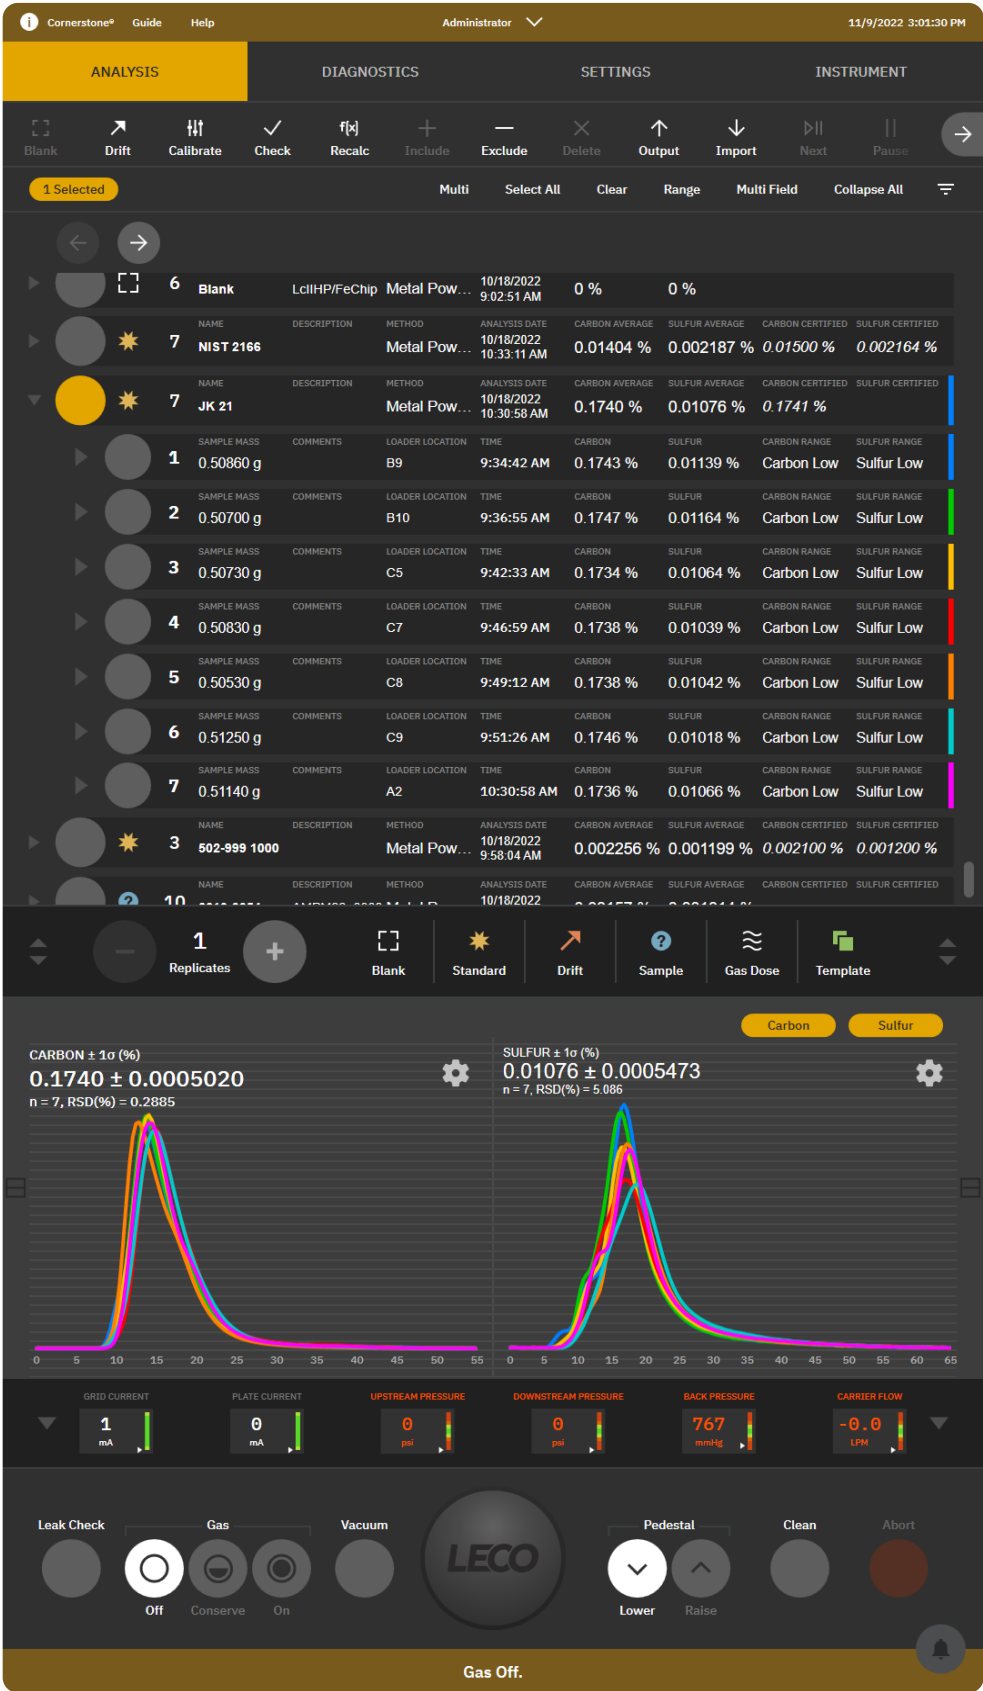 Cornerstone® Guide Help Administrator 11/9/2022 3:01:30 PM
ANALYSIS DIAGNOSTICS SETTINGS INSTRUMENT
Blank Drift Calibrate Check Recalc Include Exclude Delete Output Import Next Pause
1 Selected Multi Select All Clear Range Multi Field Collapse All
6 Blank LcIIHP/FeChip Metal Pow... 10/18/2022 9:02:51 AM 0 % 0 %
NAME DESCRIPTION METHOD ANALYSIS DATE CARBON AVERAGE SULFUR AVERAGE CARBON CERTIFIED SULFUR CERTIFIED
7 NIST 2166 Metal Pow... 10/18/2022 10:33:11 AM 0.01404 % 0.002187 % 0.01500 % 0.002164 %
NAME DESCRIPTION METHOD ANALYSIS DATE CARBON AVERAGE SULFUR AVERAGE CARBON CERTIFIED SULFUR CERTIFIED
7 JK 21 Metal Pow... 10/18/2022 10:30:58 AM 0.1740 % 0.01076 % 0.1741 %
SAMPLE MASS COMMENTS LOADER LOCATION TIME CARBON SULFUR CARBON RANGE SULFUR RANGE
1 0.50860 g B9 9:34:42 AM 0.1743 % 0.01139 % Carbon Low Sulfur Low
SAMPLE MASS COMMENTS LOADER LOCATION TIME CARBON SULFUR CARBON RANGE SULFUR RANGE
2 0.50700 g B10 9:36:55 AM 0.1747 % 0.01164 % Carbon Low Sulfur Low
SAMPLE MASS COMMENTS LOADER LOCATION TIME CARBON SULFUR CARBON RANGE SULFUR RANGE
3 0.50730 g C5 9:42:33 AM 0.1734 % 0.01064 % Carbon Low Sulfur Low
SAMPLE MASS COMMENTS LOADER LOCATION TIME CARBON SULFUR CARBON RANGE SULFUR RANGE
4 0.50830 g C7 9:46:59 AM 0.1738 % 0.01039 % Carbon Low Sulfur Low
SAMPLE MASS COMMENTS LOADER LOCATION TIME CARBON SULFUR CARBON RANGE SULFUR RANGE
5 0.50530 g C8 9:49:12 AM 0.1738 % 0.01042 % Carbon Low Sulfur Low
SAMPLE MASS COMMENTS LOADER LOCATION TIME CARBON SULFUR CARBON RANGE SULFUR RANGE
6 0.51250 g C9 9:51:26 AM 0.1746 % 0.01018 % Carbon Low Sulfur Low
SAMPLE MASS COMMENTS LOADER LOCATION TIME CARBON SULFUR CARBON RANGE SULFUR RANGE
7 0.51140 g A2 10:30:58 AM 0.1736 % 0.01066 % Carbon Low Sulfur Low
NAME DESCRIPTION METHOD ANALYSIS DATE CARBON AVERAGE SULFUR AVERAGE CARBON CERTIFIED SULFUR CERTIFIED
3 502-999 1000 Metal Pow... 10/18/2022 9:58:04 AM 0.002256 % 0.001199 % 0.002100 % 0.001200 %
NAME DESCRIPTION METHOD ANALYSIS DATE CARBON AVERAGE SULFUR AVERAGE CARBON CERTIFIED SULFUR CERTIFIED
10 10/18/2022
1 Replicates Blank Standard Drift Sample Gas Dose Template
Carbon Sulfur
CARBON ± 1σ (%)
0.1740 ± 0.0005020
n = 7, RSD(%) = 0.2885
0 5 10 15 20 25 30 35 40 45 50 55
SULFUR ± 1σ (%)
0.01076 ± 0.0005473
n = 7, RSD(%) = 5.086
0 5 10 15 20 25 30 35 40 45 50 55 60 65
GRID CURRENT PLATE CURRENT UPSTREAM PRESSURE DOWNSTREAM PRESSURE BACK PRESSURE CARRIER FLOW
1 0 0 0 767 -0.0
mA mA psi psi mmHg LPM
Leak Check Gas Vacuum Pedestal Clean Abort
LECO
Off Conserve On Lower Raise
Gas Off.